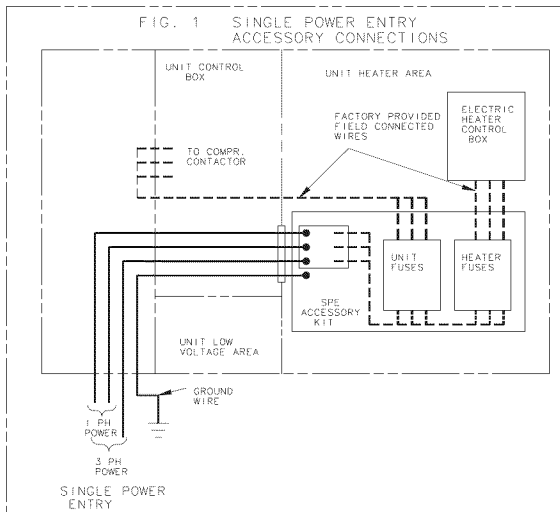 FIG. 1 SINGLE POWER ENTRY
ACCESSORY CONNECTIONS
UNIT CONTROL
BOX
UNIT HEATER AREA
FACTORY PROVIDED
FIELD CONNECTED
WIRES
ELECTRIC
HEATER
CONTROL
BOX
TO COMPR.
CONTACTOR
UNIT
FUSES
HEATER
FUSES
SPE
ACCESSORY
KIT
UNIT LOW
VOLTAGE AREA
GROUND
WIRE
1 PH
POWER
3 PH
POWER
SINGLE POWER
ENTRY